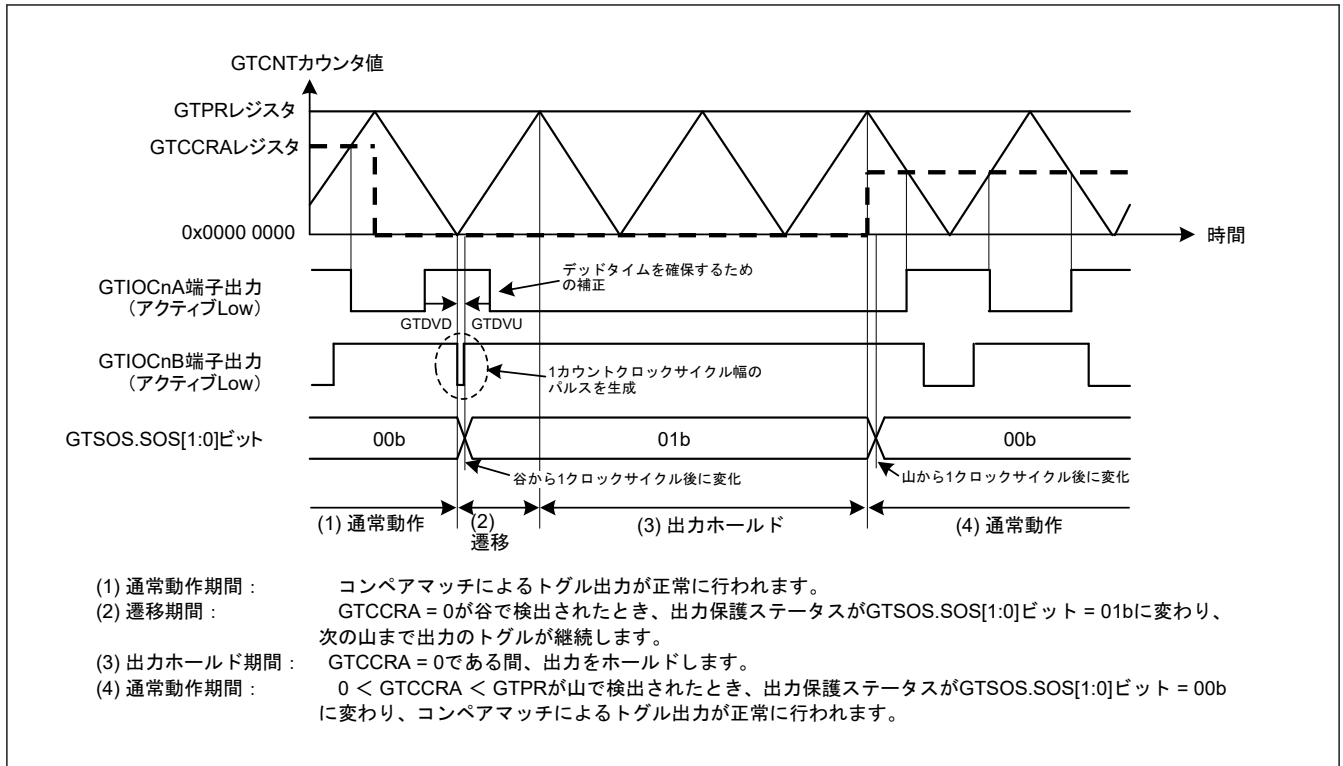 GTCNTカウンタ値
GTPRレジスタ
GTCCRAレジスタ
0x0000 0000
時間
GTIOCnA端子出力
（アクティブLow）
デッドタイムを確保するため
の補正
GTDVD
GTDVU
GTIOCnB端子出力
（アクティブLow）
1カウントクロックサイクル幅の
パルスを生成
GTSOS.SOS[1:0]ビット
00b
01b
00b
谷から1クロックサイクル後に変化
山から1クロックサイクル後に変化
(1) 通常動作
(2)
遷移
(3) 出力ホールド
(4) 通常動作
(1) 通常動作期間： コンペアマッチによるトグル出力が正常に行われます。
(2) 遷移期間： GTCCRA = 0が谷で検出されたとき、出力保護ステータスがGTSOS.SOS[1:0]ビット = 01bに変わり、
次の山まで出力のトグルが継続します。
(3) 出力ホールド期間： GTCCRA = 0である間、出力をホールドします。
(4) 通常動作期間： 0 ＜ GTCCRA ＜ GTPRが山で検出されたとき、出力保護ステータスがGTSOS.SOS[1:0]ビット = 00b
に変わり、コンペアマッチによるトグル出力が正常に行われます。